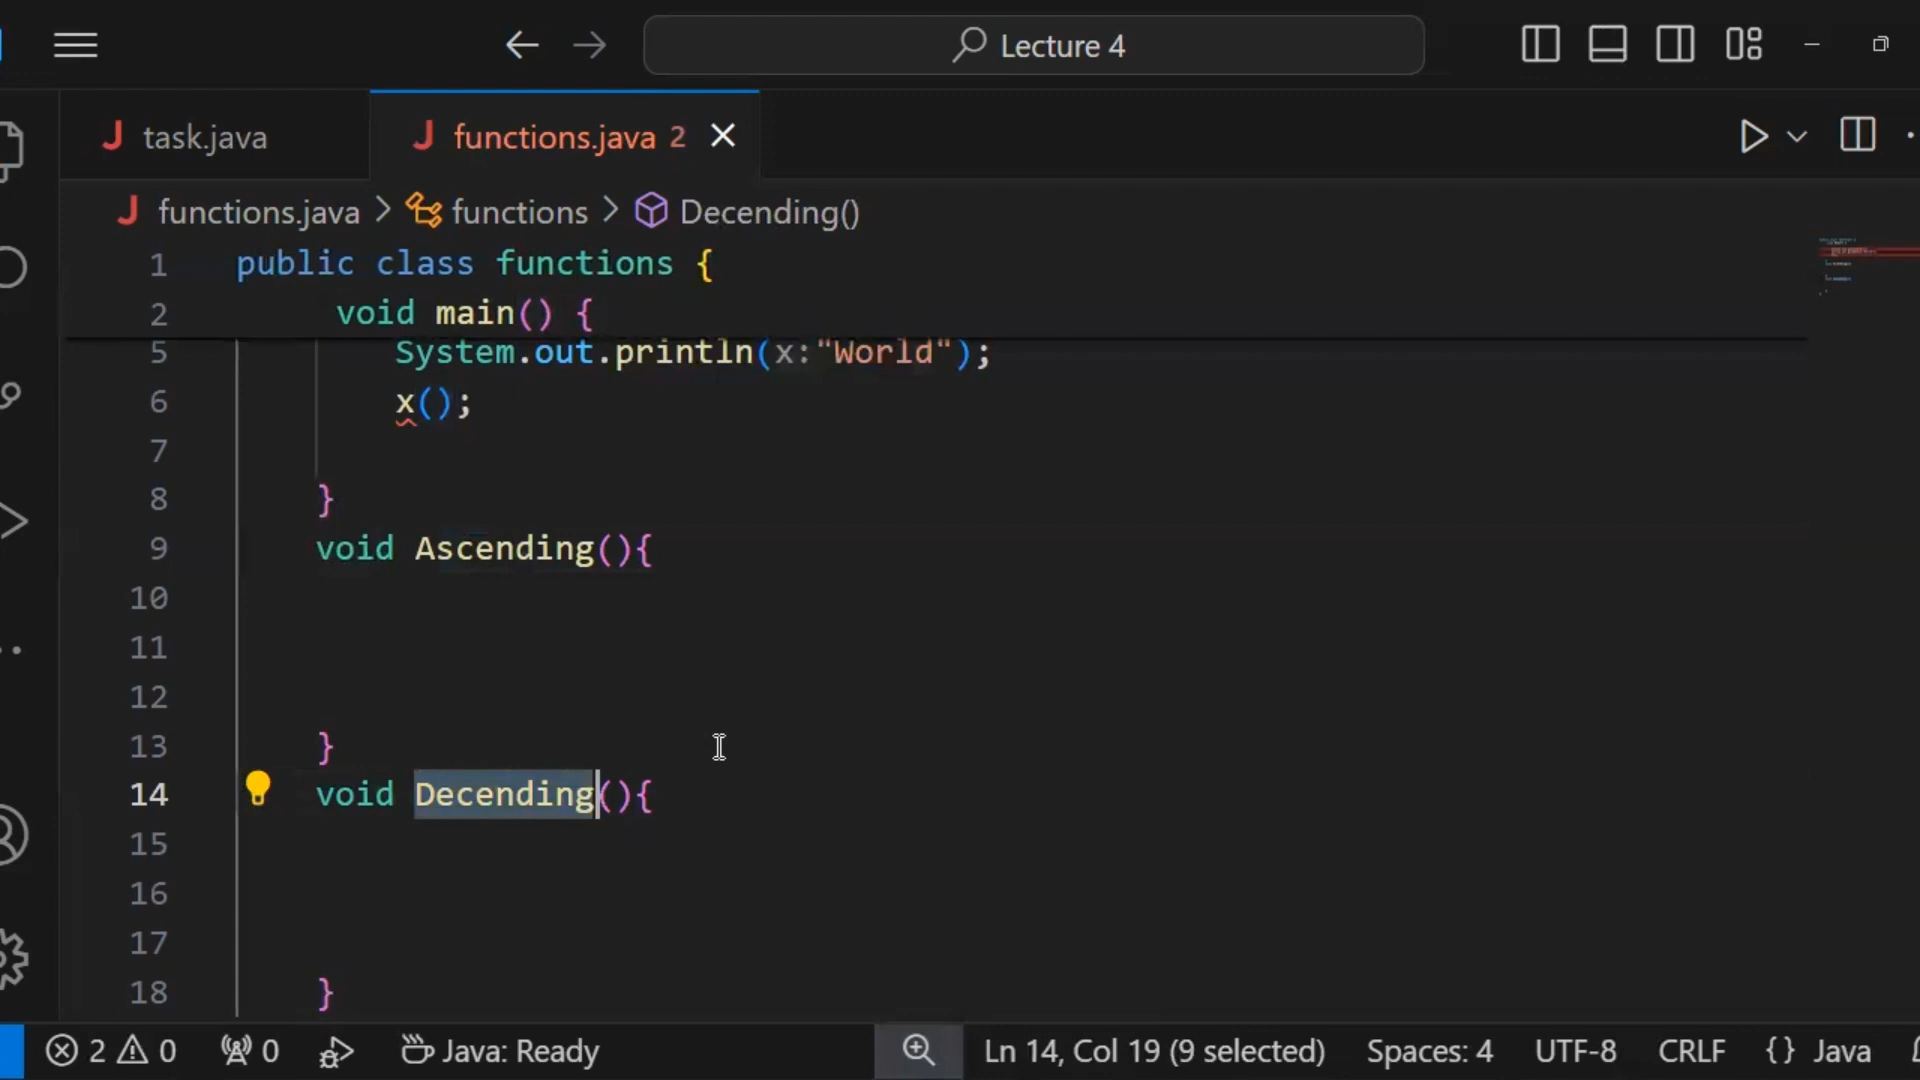 Lecture 4
task.java
functions.java 2
functions.java > functions > Decending()
1 public class functions {
2 void main() {
5 System.out.println(x:"World");
6 x();
7
8 }
9 void Ascending(){
10
11
12
13 }
14 void Decending(){
15
16
17
18 }
2 0 0 Java: Ready Ln 14, Col 19 (9 selected) Spaces: 4 UTF-8 CRLF {} Java